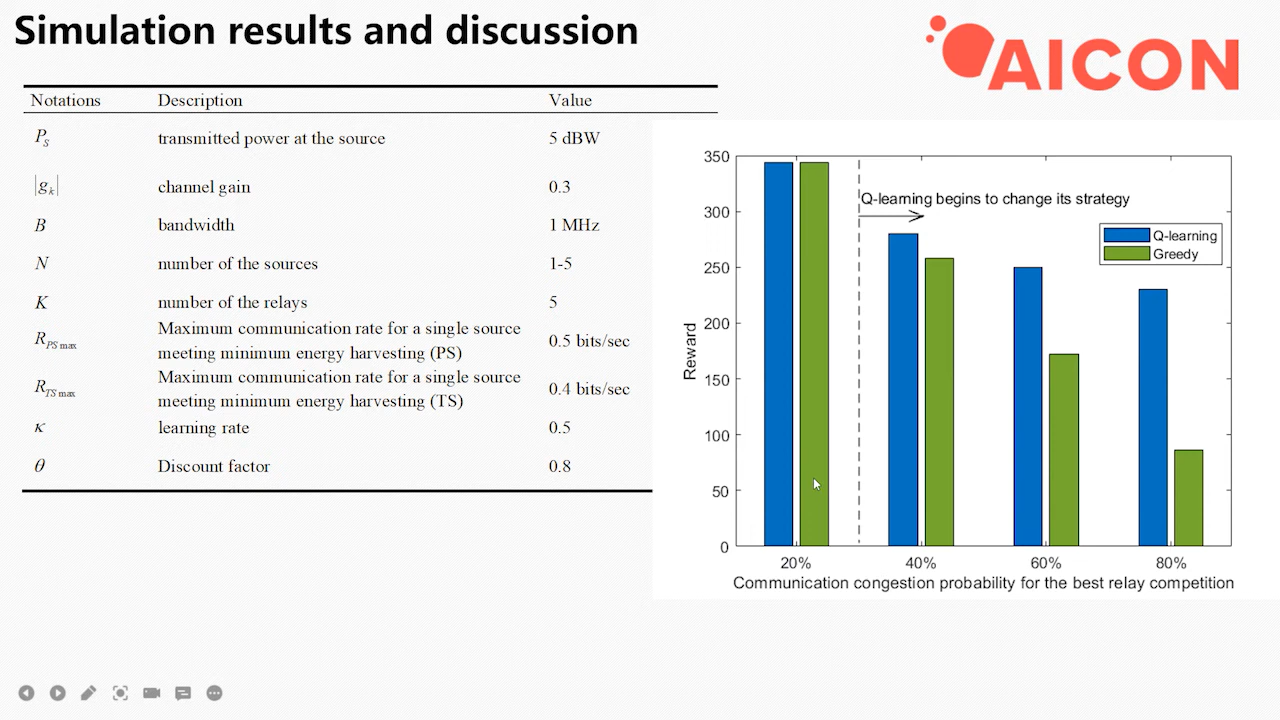 Simulation results and discussion
AICON
Notations Description Value
P_S transmitted power at the source 5 dBW
|g_k| channel gain 0.3
B bandwidth 1 MHz
N number of the sources 1-5
K number of the relays 5
R_PS max Maximum communication rate for a single source meeting minimum energy harvesting (PS) 0.5 bits/sec
R_TS max Maximum communication rate for a single source meeting minimum energy harvesting (TS) 0.4 bits/sec
κ learning rate 0.5
θ Discount factor 0.8
350
300
250
200
150
100
50
0
Reward
Q-learning begins to change its strategy
Q-learning
Greedy
20% 40% 60% 80%
Communication congestion probability for the best relay competition